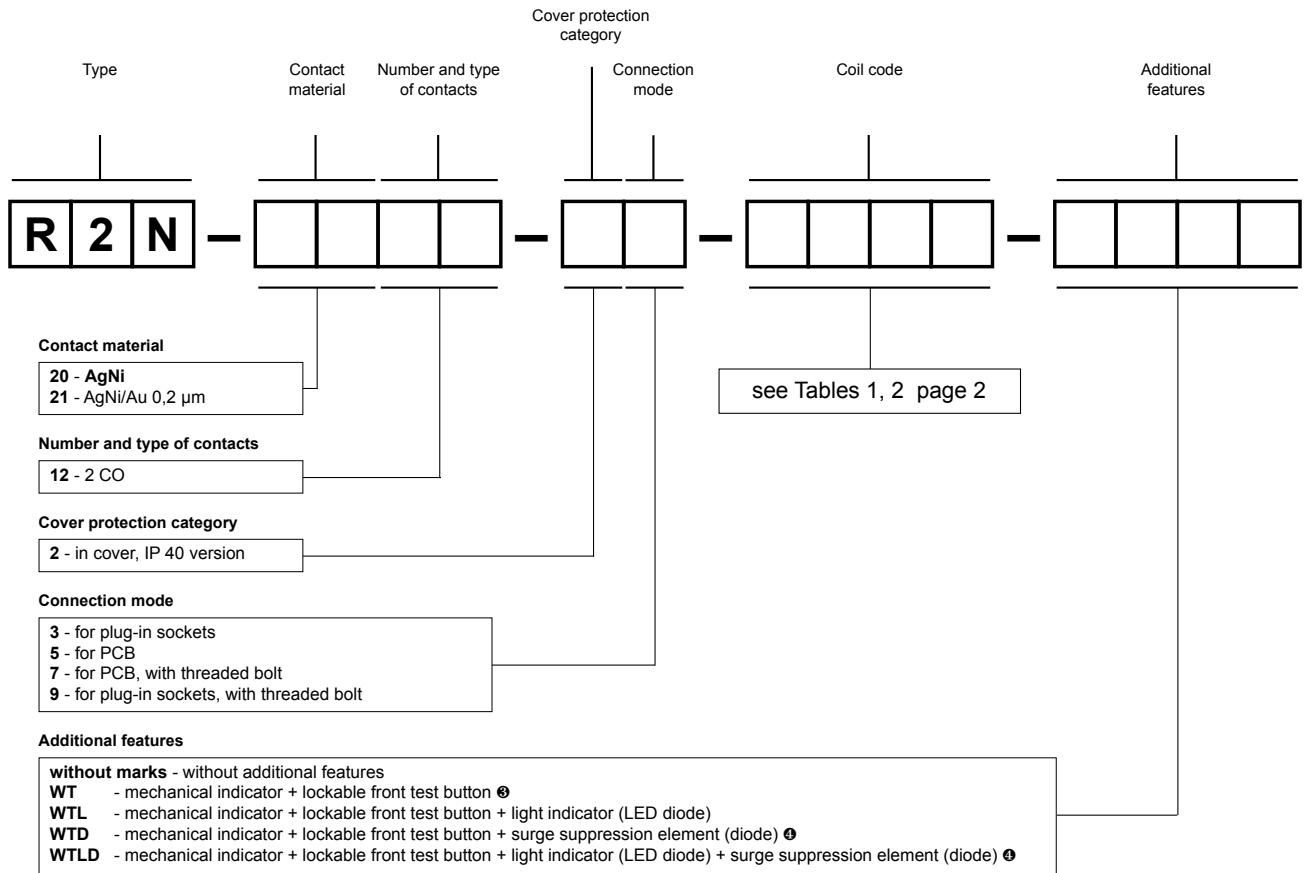 Cover protection
category
Type
Contact
material
Number and type
of contacts
Connection
mode
Coil code
Additional
features
R 2 N – – – –
Contact material
20 - AgNi
21 - AgNi/Au 0,2 µm
see Tables 1, 2 page 2
Number and type of contacts
12 - 2 CO
Cover protection category
2 - in cover, IP 40 version
Connection mode
3 - for plug-in sockets
5 - for PCB
7 - for PCB, with threaded bolt
9 - for plug-in sockets, with threaded bolt
Additional features
without marks - without additional features
WT - mechanical indicator + lockable front test button ❸
WTL - mechanical indicator + lockable front test button + light indicator (LED diode)
WTD - mechanical indicator + lockable front test button + surge suppression element (diode) ❹
WTLD - mechanical indicator + lockable front test button + light indicator (LED diode) + surge suppression element (diode) ❹